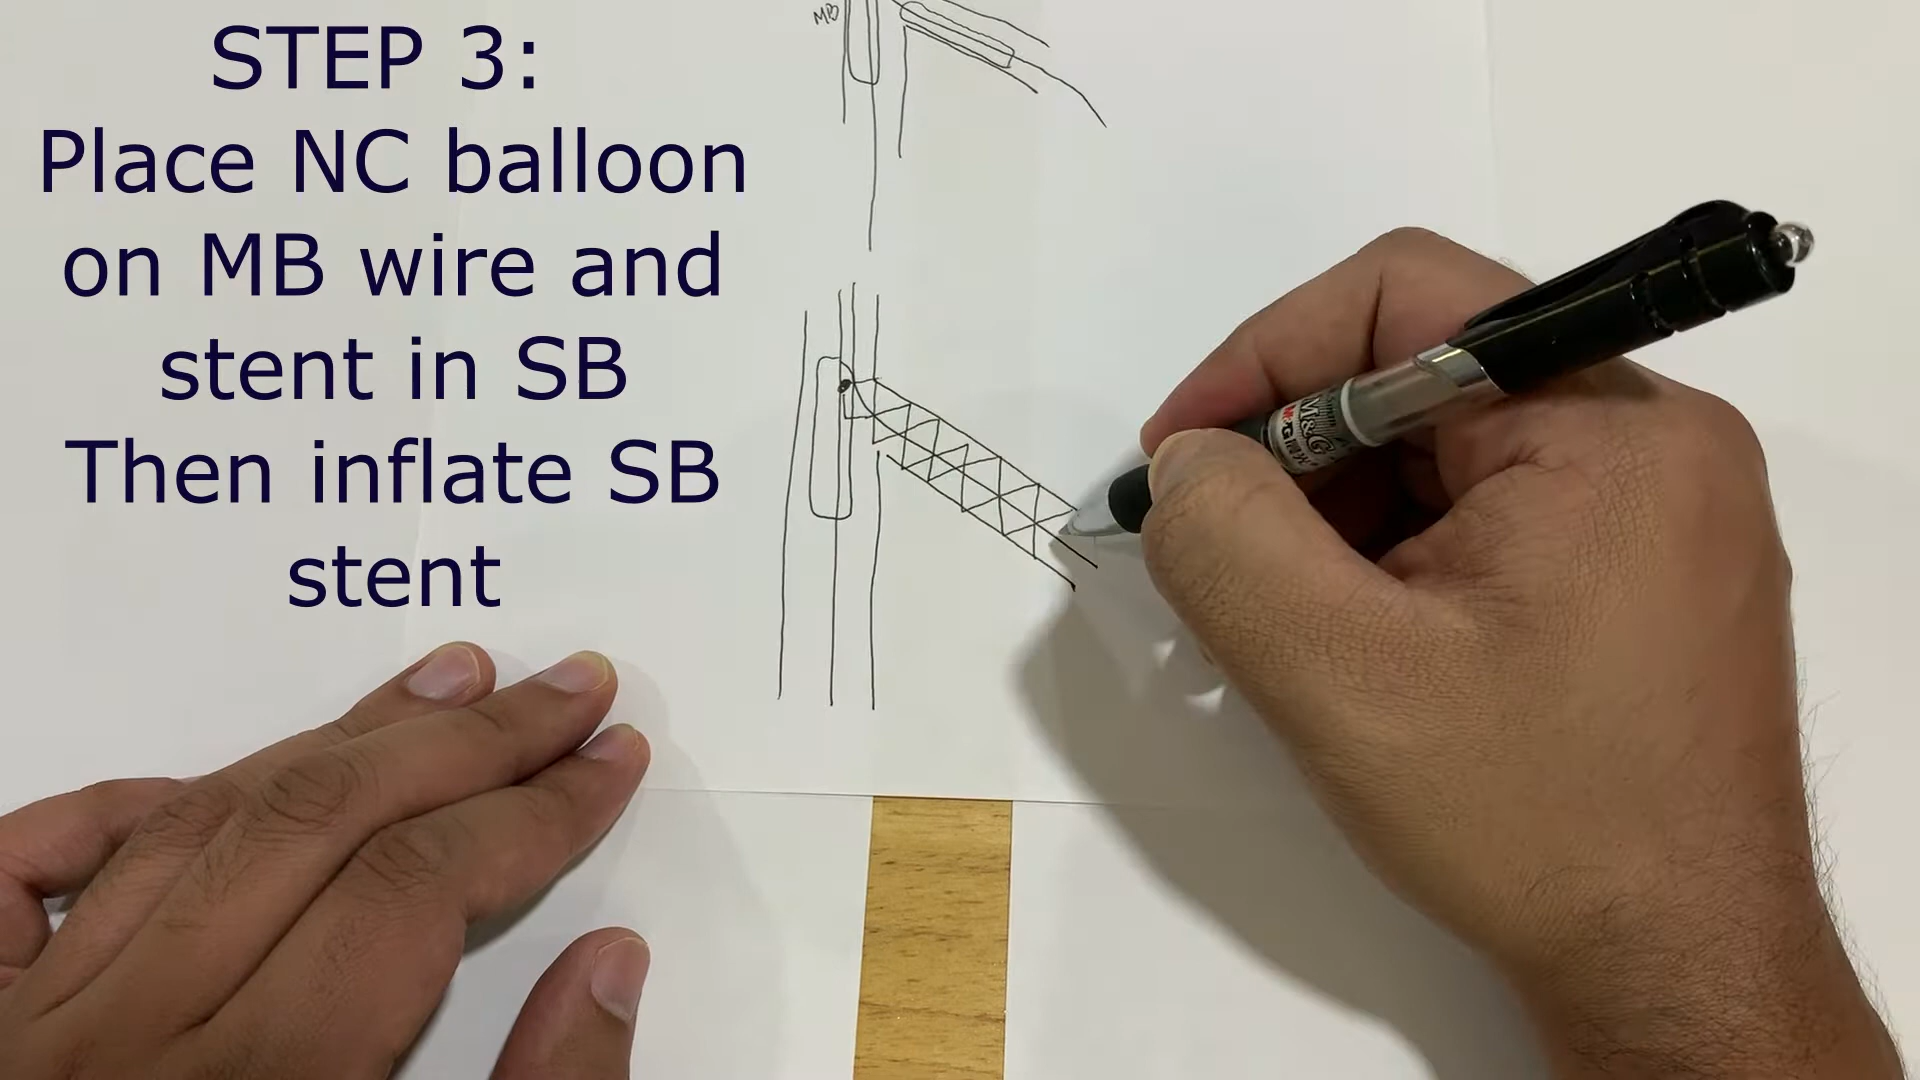 STEP 3:
Place NC balloon
on MB wire and
stent in SB
Then inflate SB
stent
MB
M&G